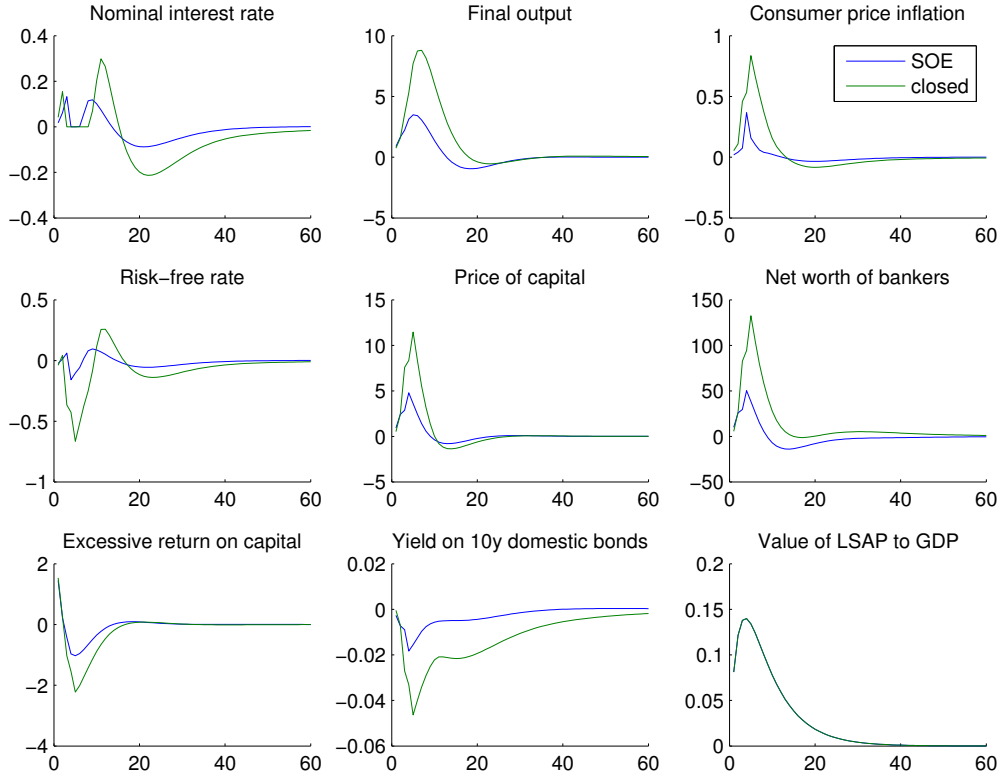 Nominal interest rate
0.4
0.2
0
−0.2
−0.4
0 20 40 60
Final output
10
5
0
−5
0 20 40 60
Consumer price inflation
1
0.5
0
−0.5
0 20 40 60
SOE
closed
Risk−free rate
0.5
0
−0.5
−1
0 20 40 60
Price of capital
15
10
5
0
−5
0 20 40 60
Net worth of bankers
150
100
50
0
−50
0 20 40 60
Excessive return on capital
2
0
−2
−4
0 20 40 60
Yield on 10y domestic bonds
0.02
0
−0.02
−0.04
−0.06
0 20 40 60
Value of LSAP to GDP
0.2
0.15
0.1
0.05
0
0 20 40 60